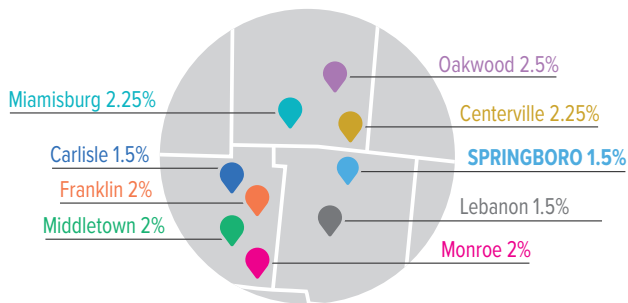 Oakwood 2.5%
Miamisburg 2.25%
Centerville 2.25%
Carlisle 1.5%
SPRINGBORO 1.5%
Franklin 2%
Lebanon 1.5%
Middletown 2%
Monroe 2%